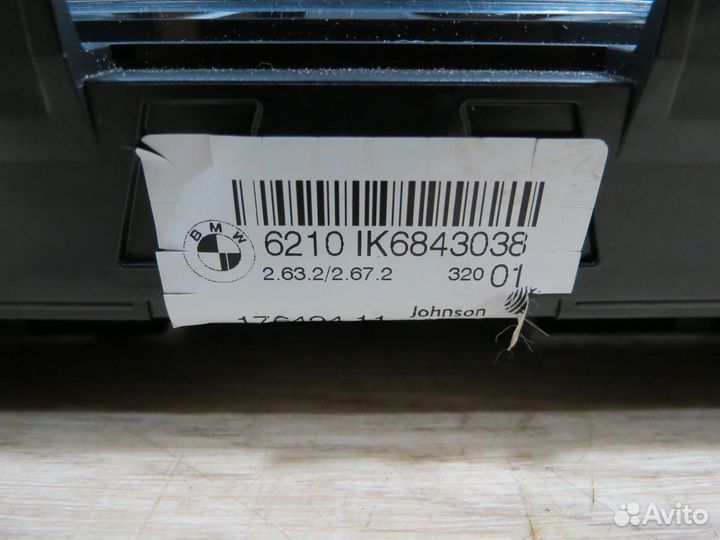 BMW
6210 IK6843038
2.63.2/2.67.2 320 01
Johnson
Avito